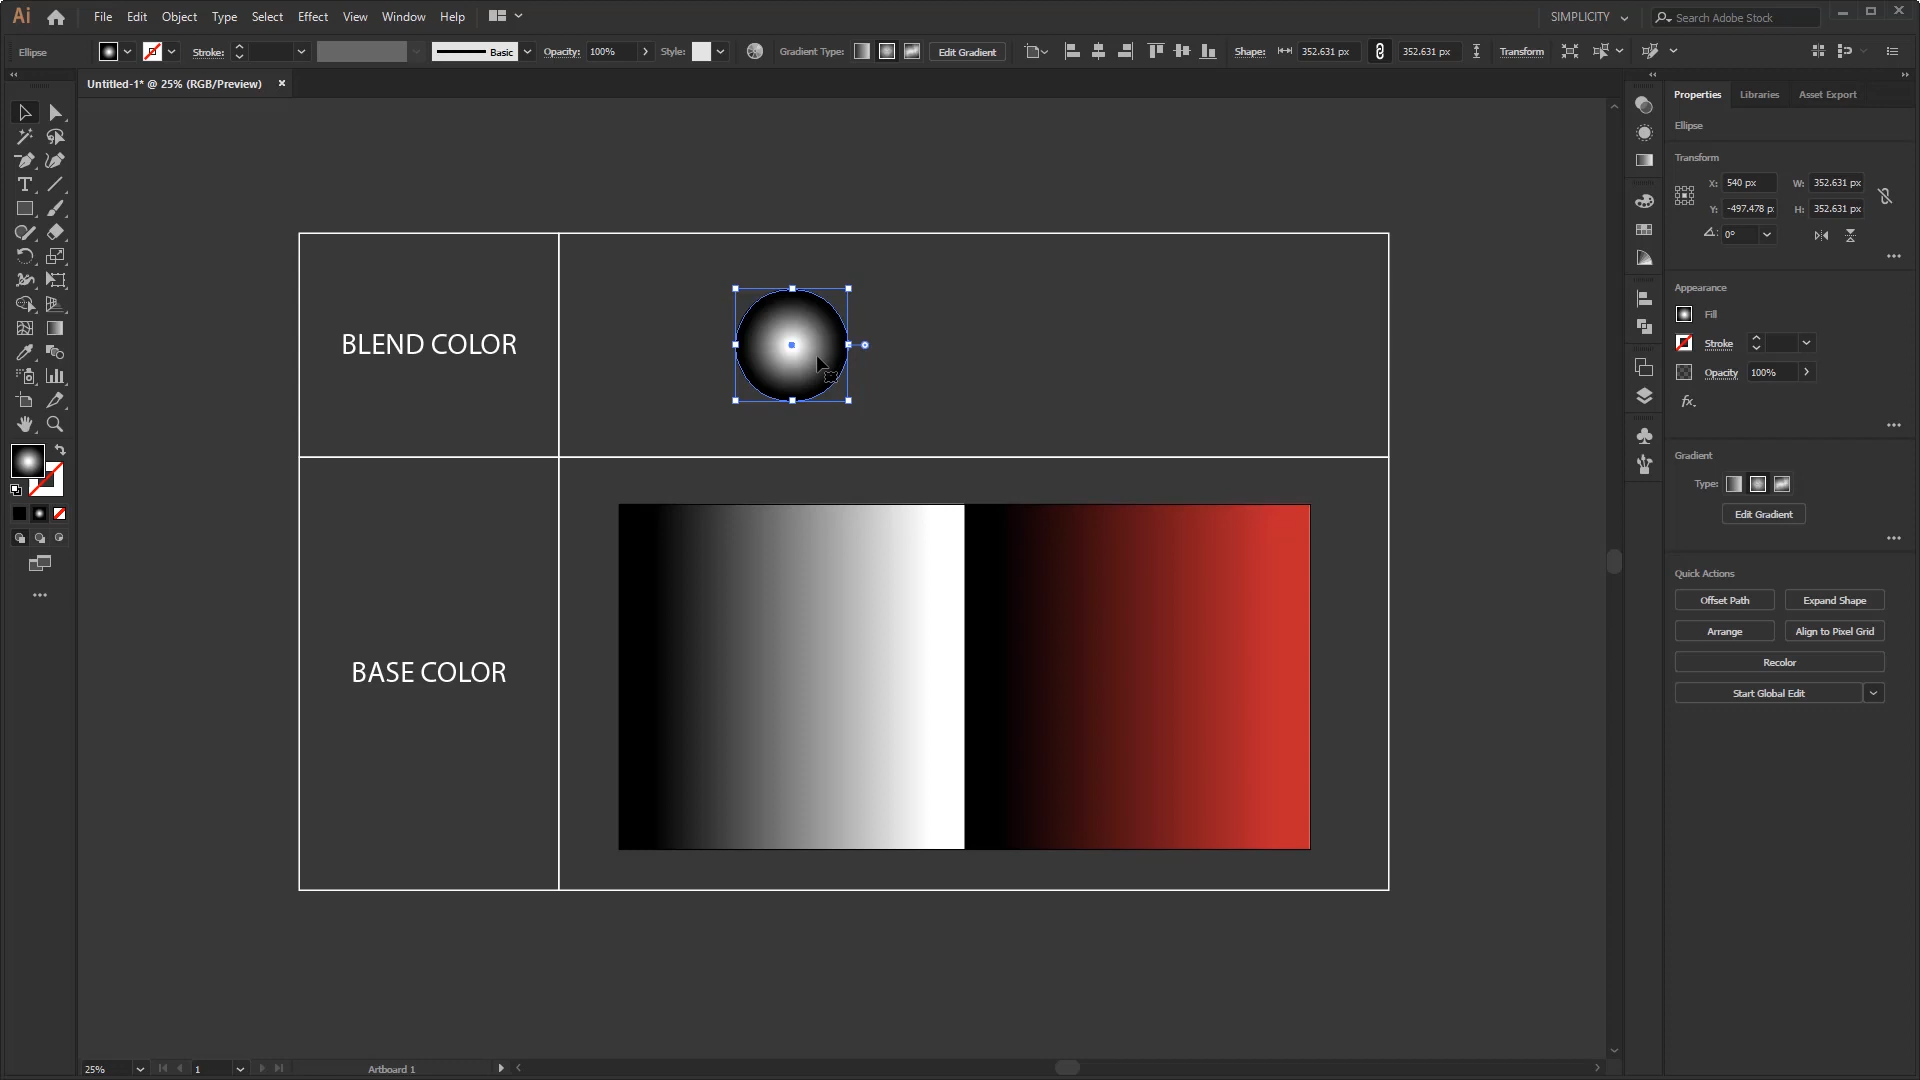 Ai File Edit Object Type Select Effect View Window Help SIMPLICITY Search Adobe Stock
Ellipse Stroke: Basic Opacity: 100% Style: Gradient Type: Edit Gradient Shape: 352.631 px 352.631 px Transform
Untitled-1* @ 25% (RGB/Preview)
Properties Libraries Asset Export
Ellipse
Transform
X: 540 px W: 352.631 px
Y: -497.478 p H: 352.631 px
0°
Appearance
Fill
Stroke
Opacity 100%
fx.
Gradient
Type:
Edit Gradient
Quick Actions
Offset Path Expand Shape
Arrange Align to Pixel Grid
Recolor
Start Global Edit
BLEND COLOR
BASE COLOR
25% 1 Artboard 1